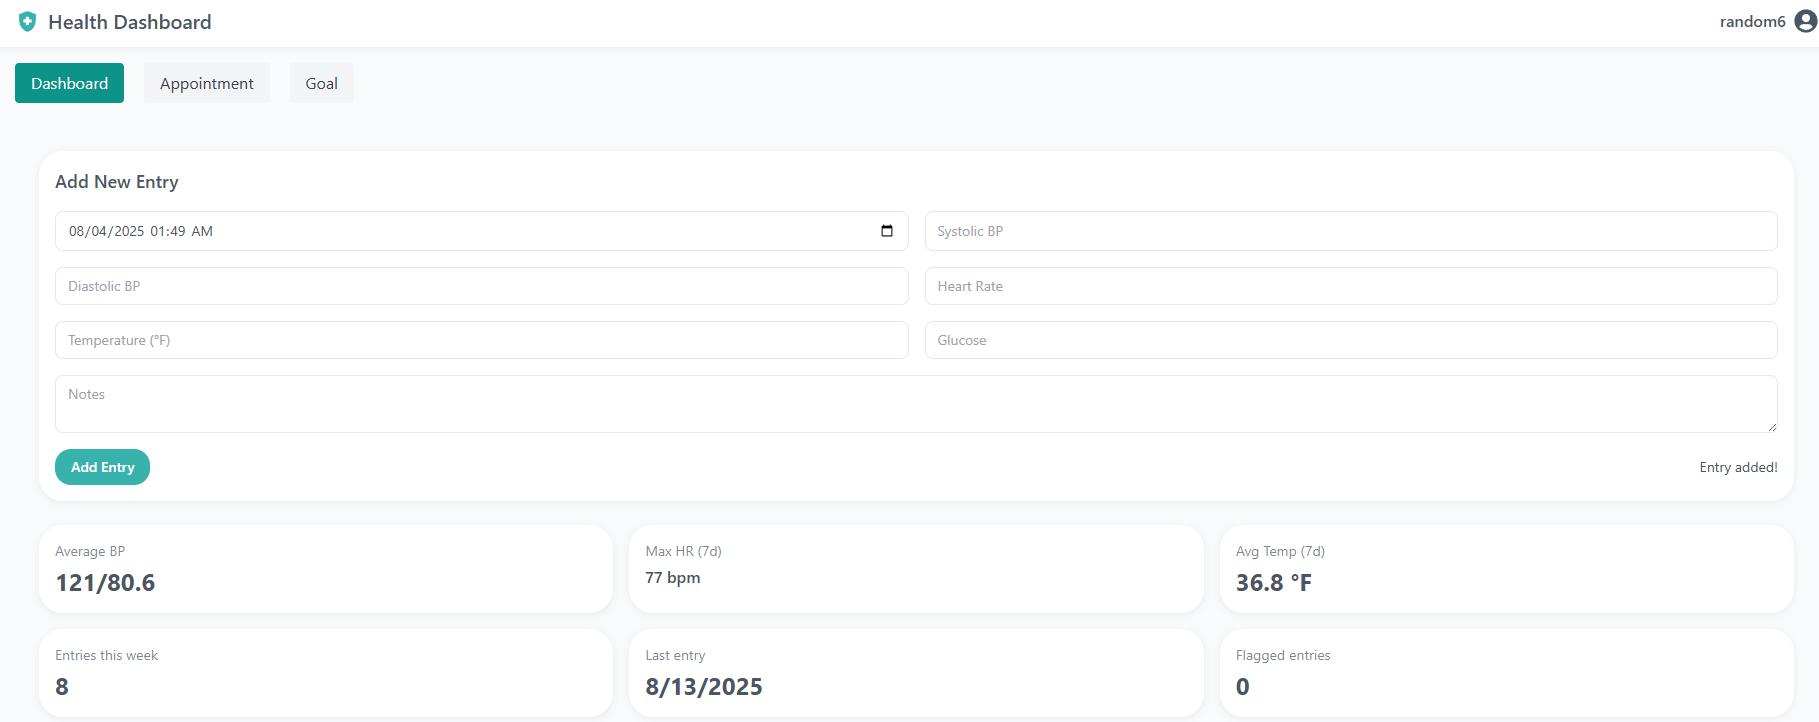 Health Dashboard
random6
Dashboard
Appointment
Goal
Add New Entry
08/04/2025 01:49 AM
Systolic BP
Diastolic BP
Heart Rate
Temperature (°F)
Glucose
Notes
Add Entry
Entry added!
Average BP
121/80.6
Max HR (7d)
77 bpm
Avg Temp (7d)
36.8 °F
Entries this week
8
Last entry
8/13/2025
Flagged entries
0